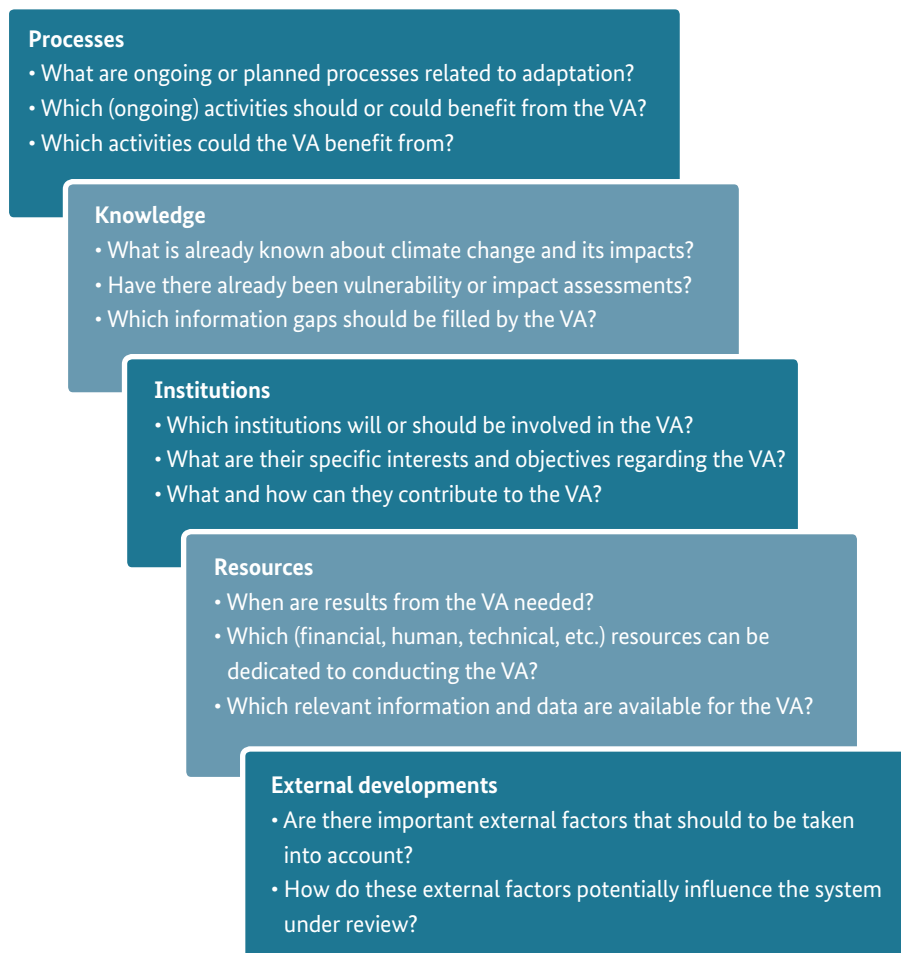 Processes
• What are ongoing or planned processes related to adaptation?
• Which (ongoing) activities should or could benefit from the VA?
• Which activities could the VA benefit from?
Knowledge
• What is already known about climate change and its impacts?
• Have there already been vulnerability or impact assessments?
• Which information gaps should be filled by the VA?
Institutions
• Which institutions will or should be involved in the VA?
• What are their specific interests and objectives regarding the VA?
• What and how can they contribute to the VA?
Resources
• When are results from the VA needed?
• Which (financial, human, technical, etc.) resources can be
dedicated to conducting the VA?
• Which relevant information and data are available for the VA?
External developments
• Are there important external factors that should to be taken
into account?
• How do these external factors potentially influence the system
under review?